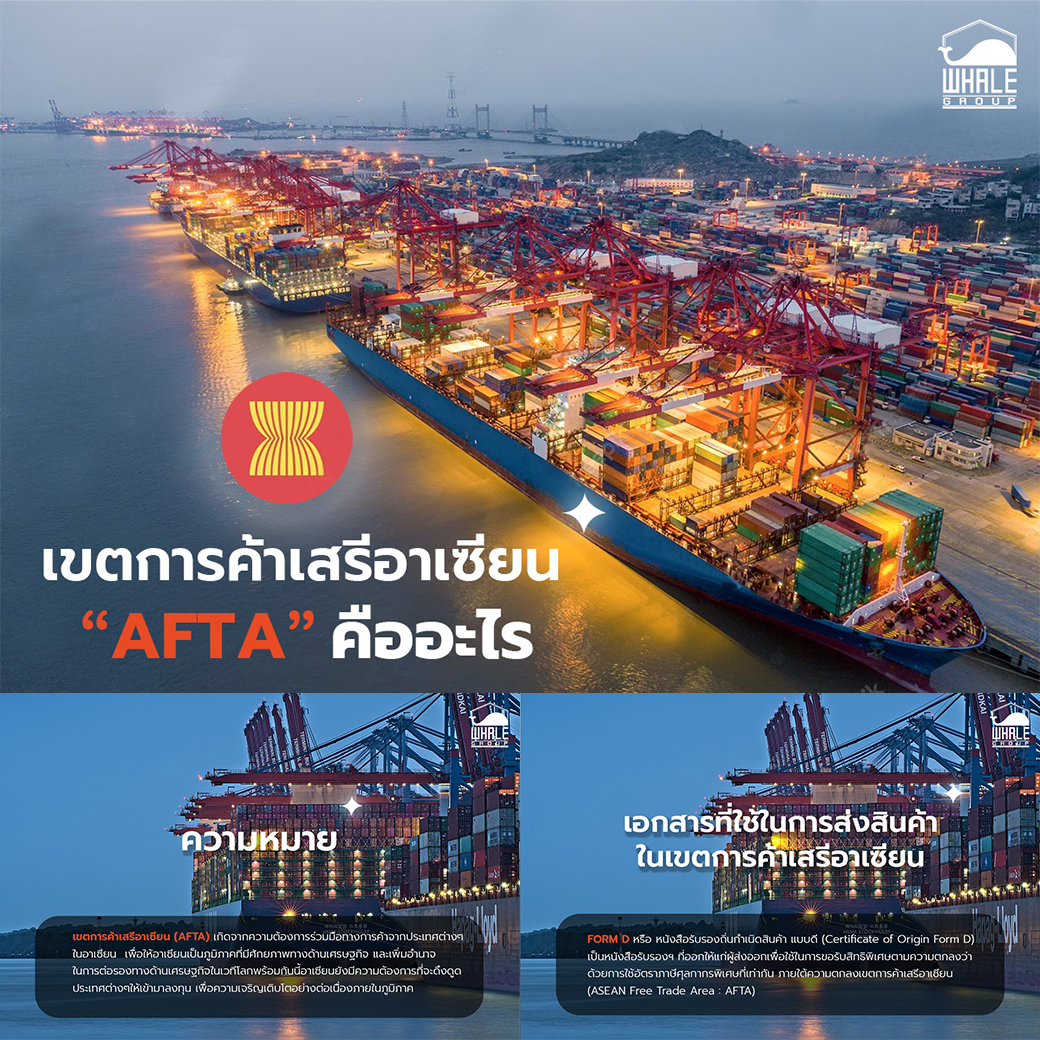 WHALE
GROUP
เขตการค้าเสรีอาเซียน
“AFTA” คืออะไร
WHALE
GROUP
ความหมาย
เขตการค้าเสรีอาเซียน (AFTA) เกิดจากความต้องการร่วมมือทางการค้าจากประเทศต่างๆ
ในอาเซียน เพื่อให้อาเซียนเป็นภูมิภาคที่มีศักยภาพทางด้านเศรษฐกิจ และเพิ่มอำนาจ
ในการต่อรองทางด้านเศรษฐกิจในเวทีโลกพร้อมกันนี้อาเซียนยังมีความต้องการที่จะดึงดูด
ประเทศต่างๆให้เข้ามาลงทุน เพื่อความเจริญเติบโตอย่างต่อเนื่องภายในภูมิภาค
WHALE
GROUP
เอกสารที่ใช้ในการส่งสินค้า
ในเขตการค้าเสรีอาเซียน
FORM D หรือ หนังสือรับรองถิ่นกำเนิดสินค้า แบบดี (Certificate of Origin Form D)
เป็นหนังสือรับรองฯ ที่ออกให้แก่ผู้ส่งออกเพื่อใช้ในการขอรับสิทธิพิเศษตามความตกลงว่า
ด้วยการใช้อัตราภาษีศุลกากรพิเศษที่เท่ากัน ภายใต้ความตกลงเขตการค้าเสรีอาเซียน
(ASEAN Free Trade Area : AFTA)